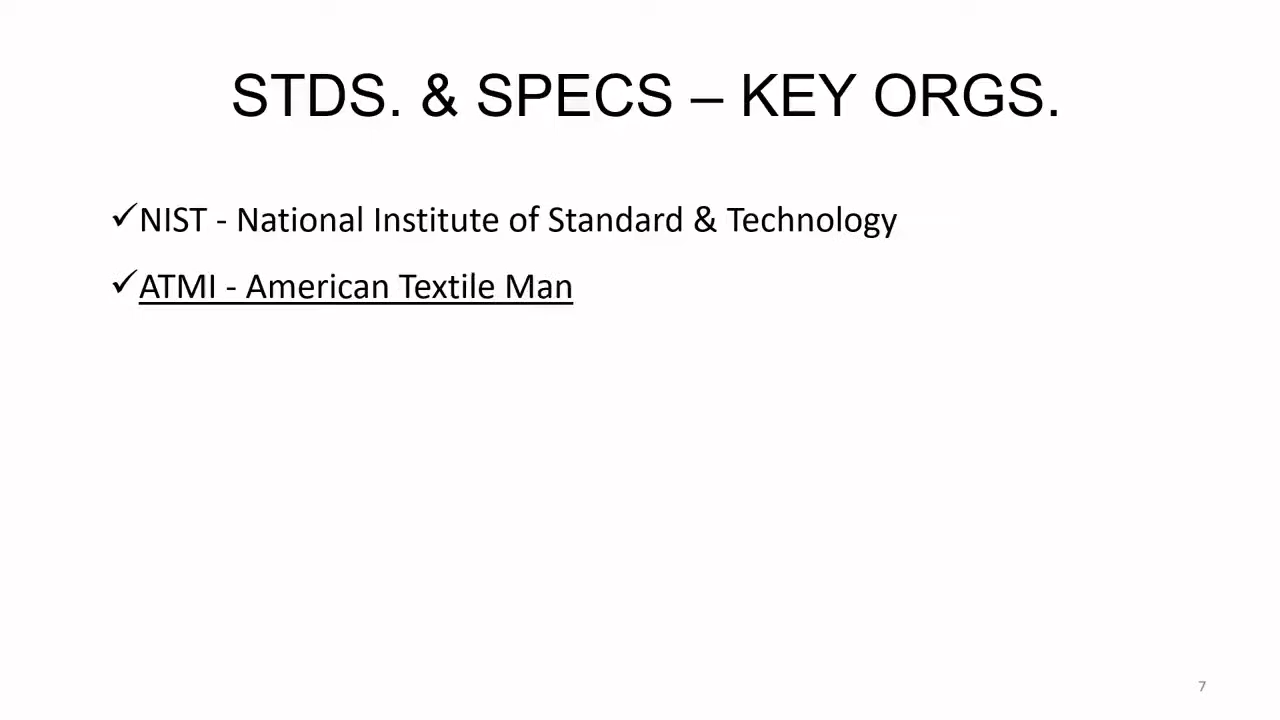 STDS. & SPECS – KEY ORGS.
✓NIST - National Institute of Standard & Technology
✓ATMI - American Textile Man
7